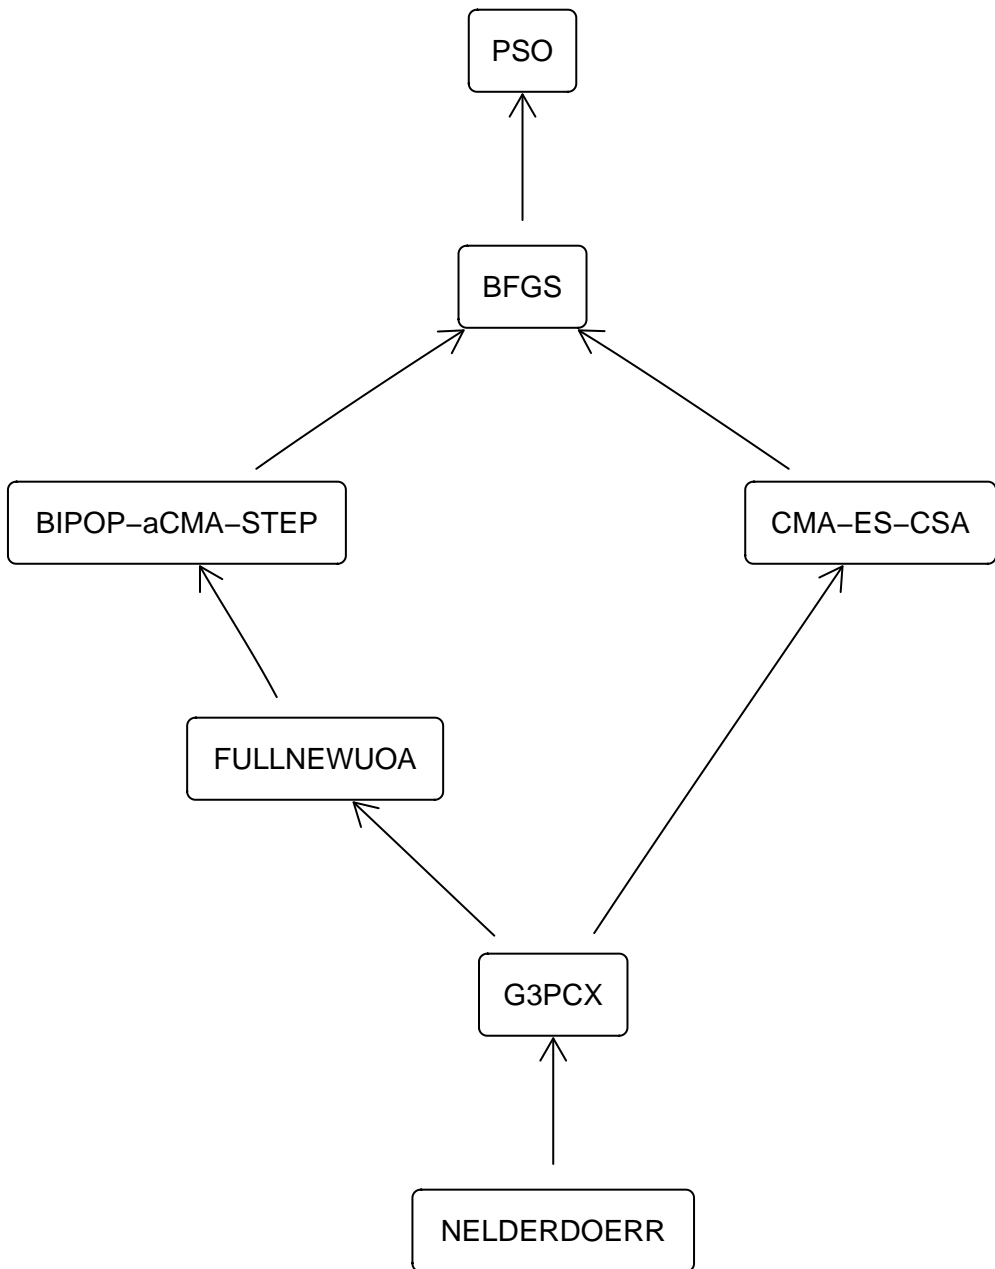 PSO
BFGS
BIPOP−aCMA−STEP
CMA−ES−CSA
FULLNEWUOA
G3PCX
NELDERDOERR